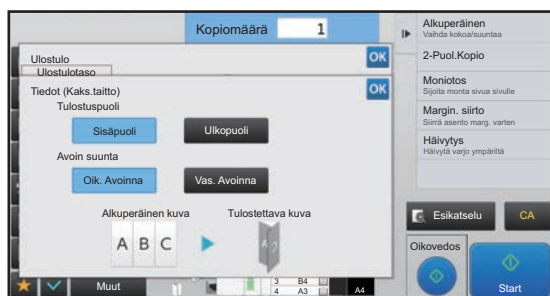 Kopiomäärä 1
Ulostulo OK
Ulostulotaso
Tiedot (Kaks.taitto) OK
Tulostuspuoli
Sisäpuoli Ulkopuoli
Avoin suunta
Oik. Avoinna Vas. Avoinna
Alkuperäinen kuva Tulostettava kuva
A B C
Muut
3 B4
4 A3
A4
Alkuperäinen
Vaihda kokoa/suuntaa
2-Puol.Kopio
Moniotos
Sijoita monta sivua sivulle
Margin. siirto
Siirrä asento marg. varten
Häivytys
Häivytä varjo ympäriltä
Esikatselu CA
Oikovedos
Start